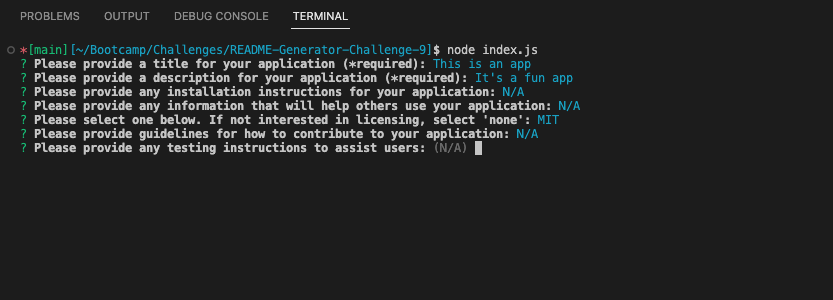 PROBLEMS OUTPUT DEBUG CONSOLE TERMINAL
*[main][~/Bootcamp/Challenges/README-Generator-Challenge-9]$ node index.js
? Please provide a title for your application (*required): This is an app
? Please provide a description for your application (*required): It's a fun app
? Please provide any installation instructions for your application: N/A
? Please provide any information that will help others use your application: N/A
? Please select one below. If not interested in licensing, select 'none': MIT
? Please provide guidelines for how to contribute to your application: N/A
? Please provide any testing instructions to assist users: (N/A)